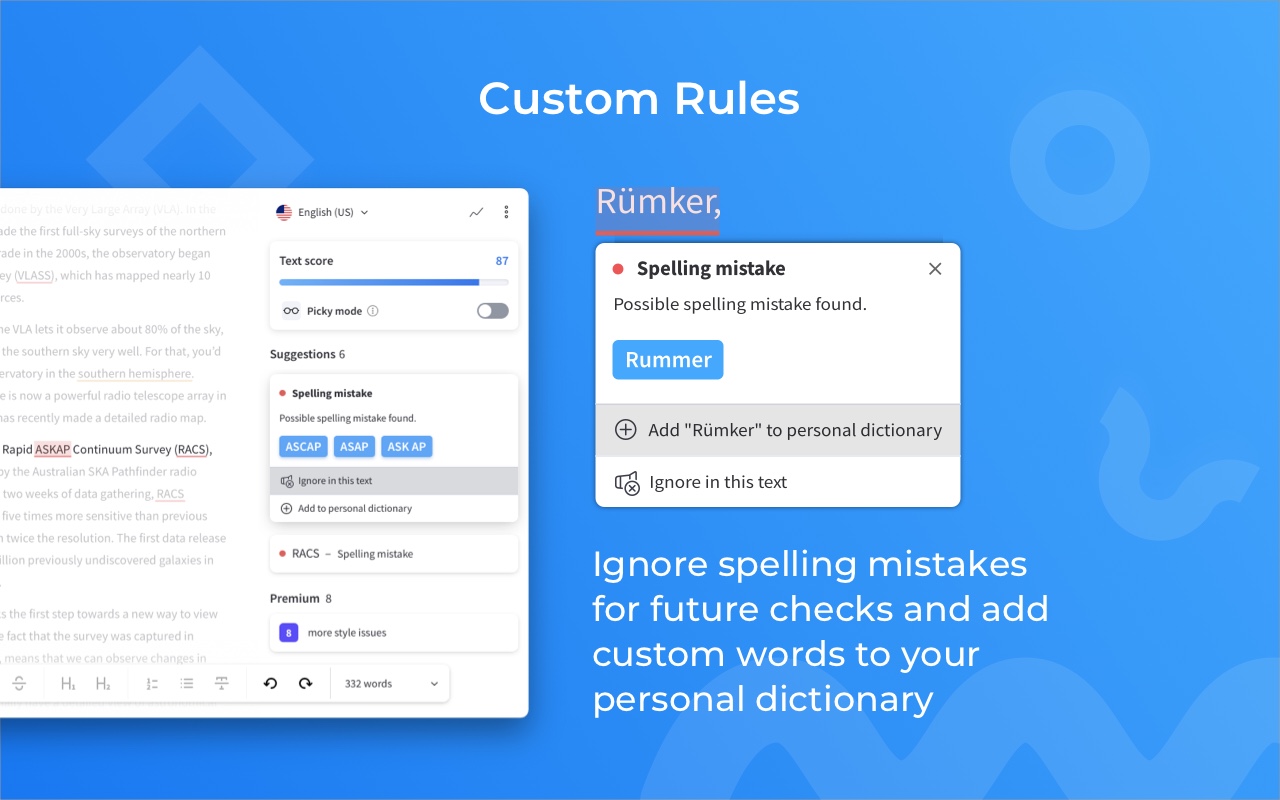 Custom Rules
done by the Very Large Array (VLA). In the
ade the first full-sky surveys of the northern
rade in the 2000s, the observatory began
ey (VLASS), which has mapped nearly 10
rces.
ne VLA lets it observe about 80% of the sky,
the southern sky very well. For that, you'd
ervatory in the southern hemisphere.
e is now a powerful radio telescope array in
has recently made a detailed radio map.
Rapid ASKAP Continuum Survey (RACS),
by the Australian SKA Pathfinder radio
two weeks of data gathering, RACS
five times more sensitive than previous
n twice the resolution. The first data release
illion previously undiscovered galaxies in
.
s the first step towards a new way to view
e fact that the survey was captured in
, means that we can observe changes in
H1 H2
332 words
English (US)
Text score 87
Picky mode
Suggestions 6
Spelling mistake
Possible spelling mistake found.
ASCAP ASAP ASK AP
Ignore in this text
Add to personal dictionary
RACS – Spelling mistake
Premium 8
8 more style issues
Rümker,
Spelling mistake
Possible spelling mistake found.
Rummer
Add "Rümker" to personal dictionary
Ignore in this text
Ignore spelling mistakes
for future checks and add
custom words to your
personal dictionary